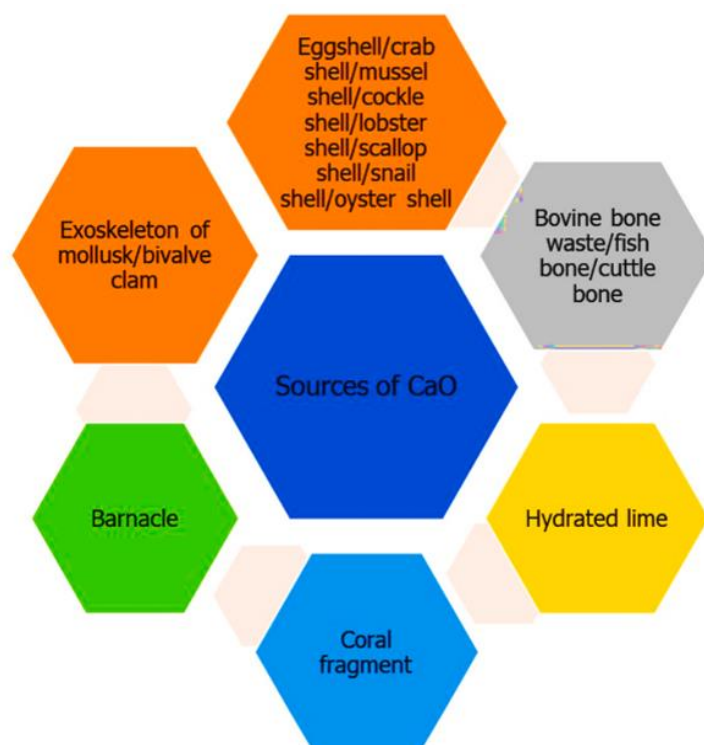 Eggshell/crab
shell/mussel
shell/cockle
shell/lobster
shell/scallop
shell/snail
shell/oyster shell
Exoskeleton of
mollusk/bivalve
clam
Bovine bone
waste/fish
bone/cuttle
bone
Sources of CaO
Barnacle
Hydrated lime
Coral
fragment